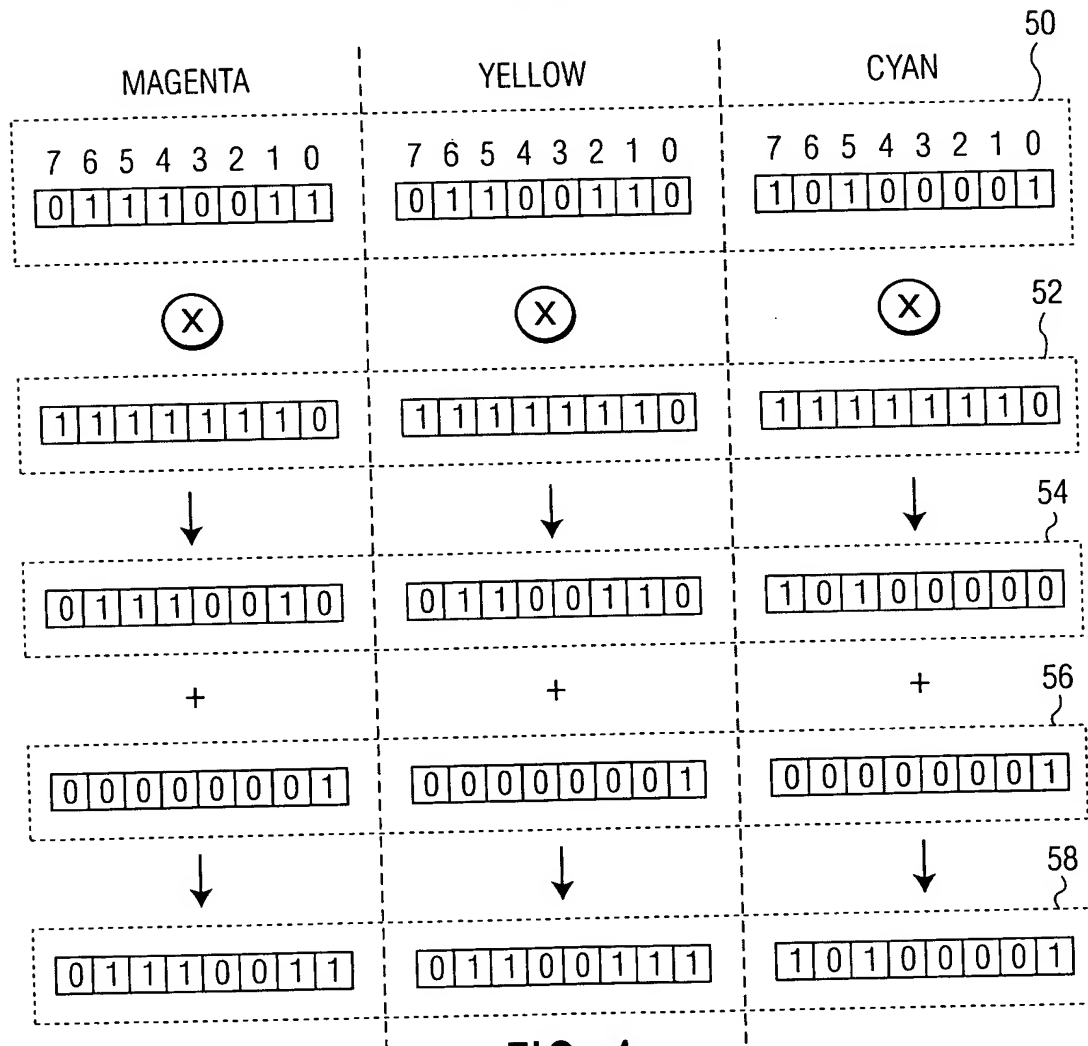 50
MAGENTA YELLOW CYAN
7 6 5 4 3 2 1 0 7 6 5 4 3 2 1 0 7 6 5 4 3 2 1 0
0 1 1 1 0 0 1 1 0 1 1 0 0 1 1 0 1 0 1 0 0 0 0 1
X X X 52
1 1 1 1 1 1 1 0 1 1 1 1 1 1 1 0 1 1 1 1 1 1 1 0
54
0 1 1 1 0 0 1 0 0 1 1 0 0 1 1 0 1 0 1 0 0 0 0 0
+ + + 56
0 0 0 0 0 0 0 1 0 0 0 0 0 0 0 1 0 0 0 0 0 0 0 1
58
0 1 1 1 0 0 1 1 0 1 1 0 0 1 1 1 1 0 1 0 0 0 0 1